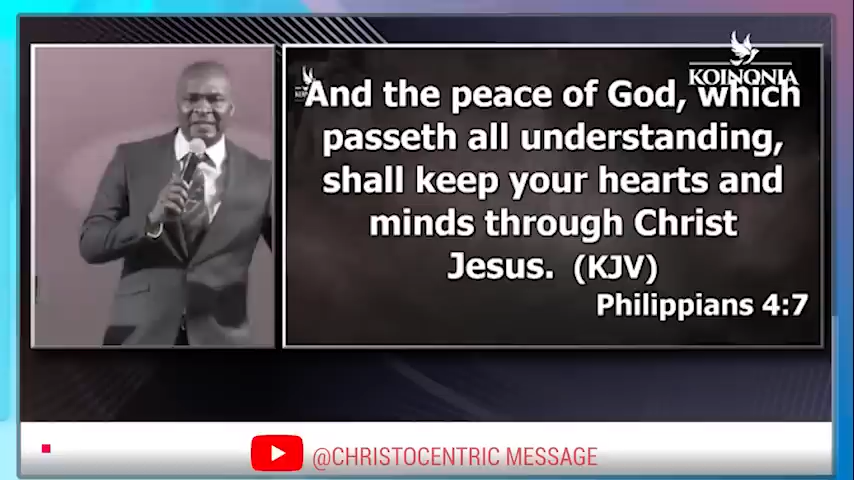 KOINONIA
And the peace of God, which
passeth all understanding,
shall keep your hearts and
minds through Christ
Jesus. (KJV)
Philippians 4:7
@CHRISTOCENTRIC MESSAGE